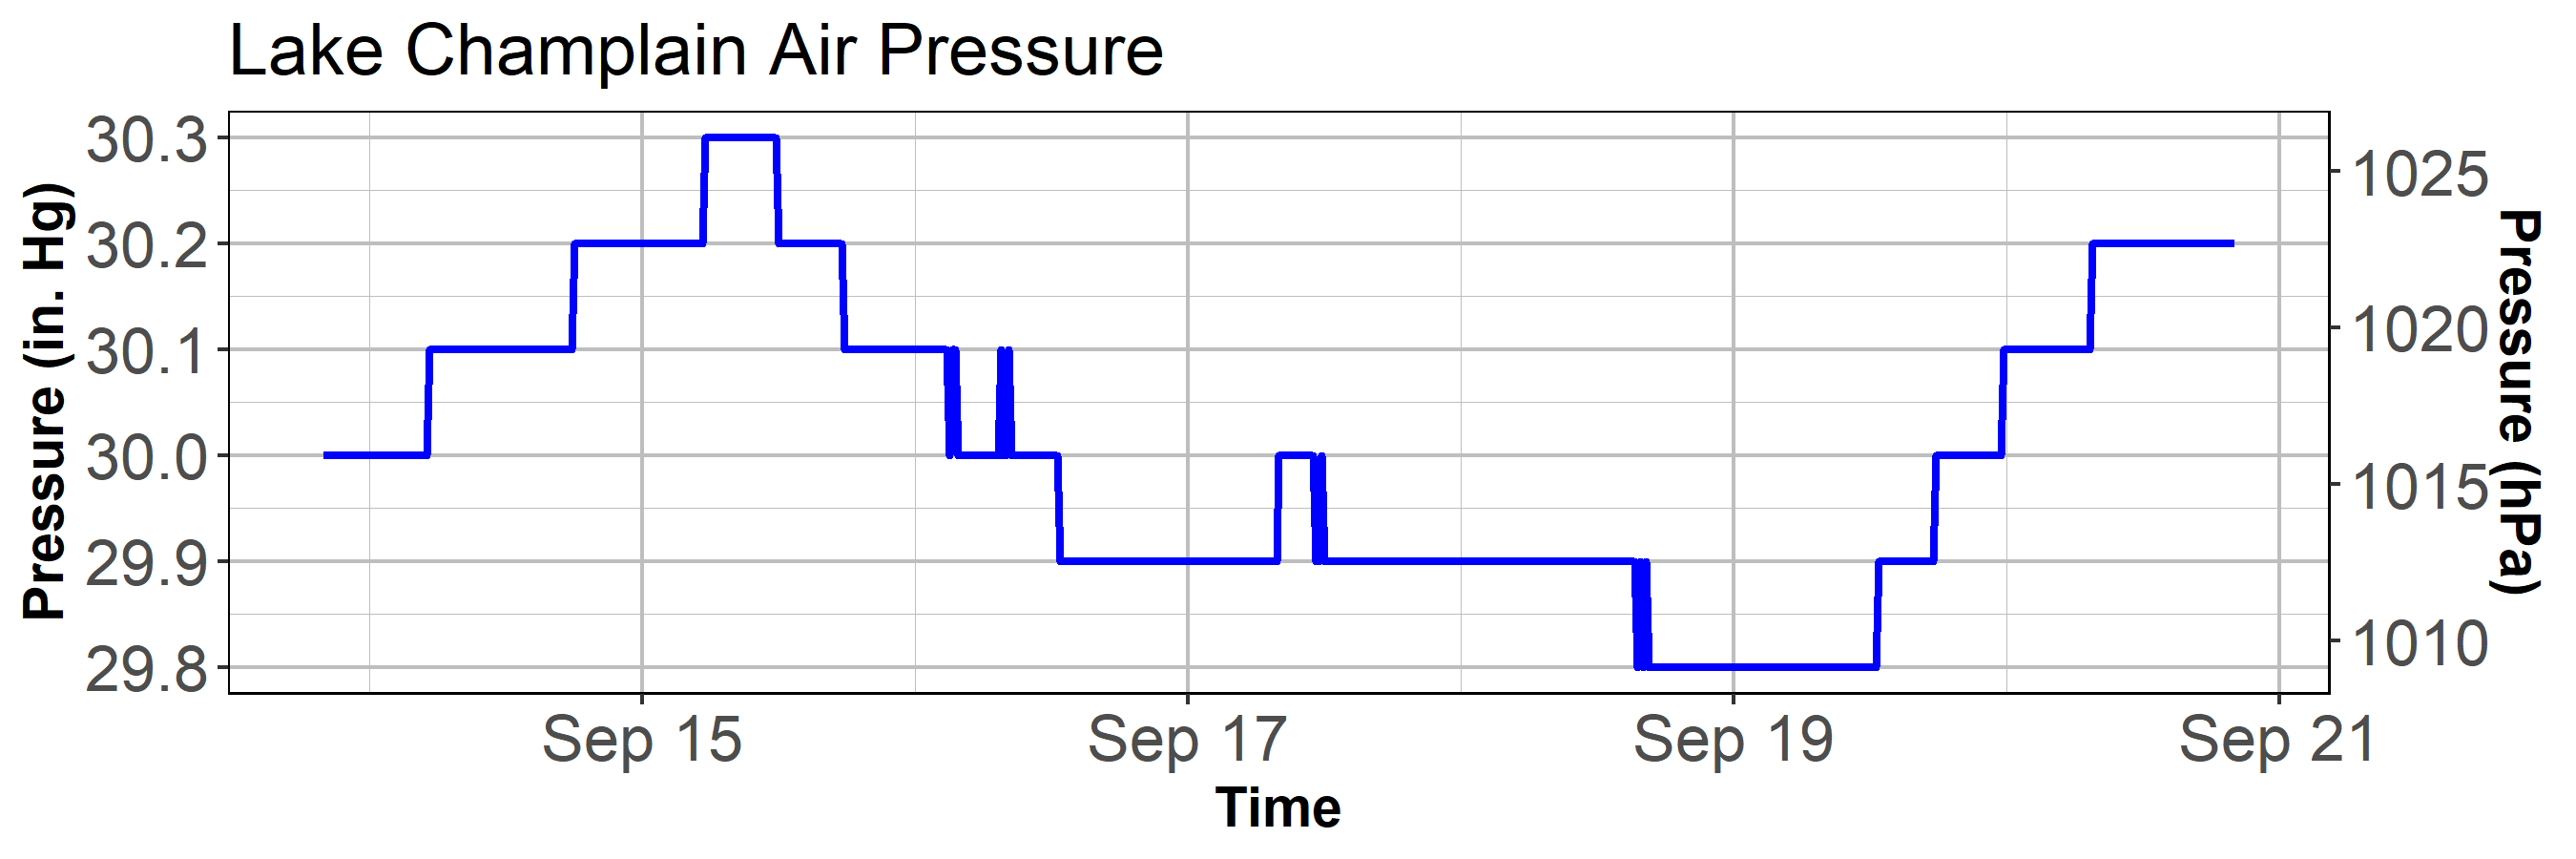 Lake Champlain Air Pressure
Pressure (in. Hg)
30.3
30.2
30.1
30.0
29.9
29.8
1025
1020
1015
1010
Pressure (hPa)
Sep 15 Sep 17 Sep 19 Sep 21
Time